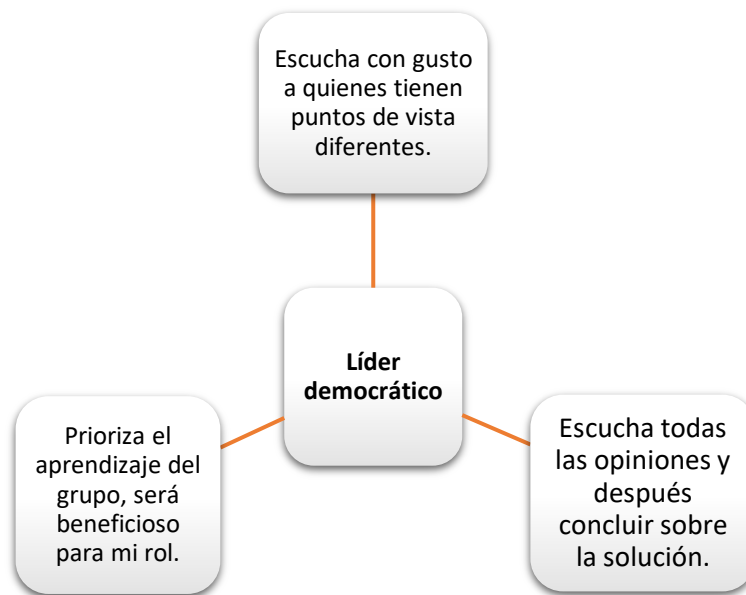 Escucha con gusto
a quienes tienen
puntos de vista
diferentes.
Líder
democrático
Prioriza el
aprendizaje del
grupo, será
beneficioso
para mi rol.
Escucha todas
las opiniones y
después
concluir sobre
la solución.